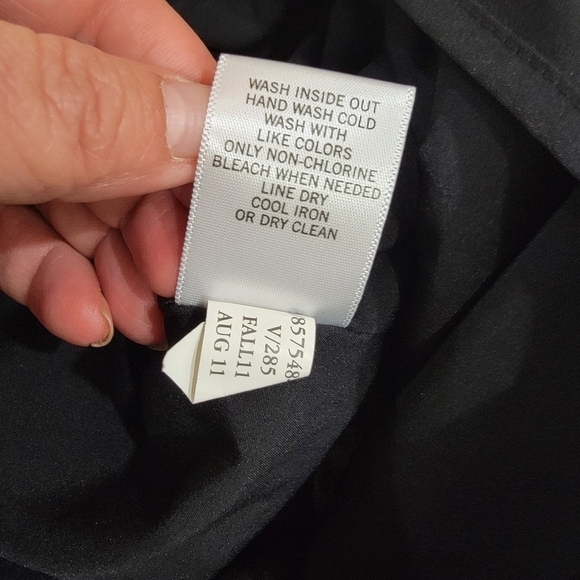 WASH INSIDE OUT
HAND WASH COLD
WASH WITH
LIKE COLORS
ONLY NON-CHLORINE
BLEACH WHEN NEEDED
LINE DRY
COOL IRON
OR DRY CLEAN
857548
V/285
FALL11
AUG 11